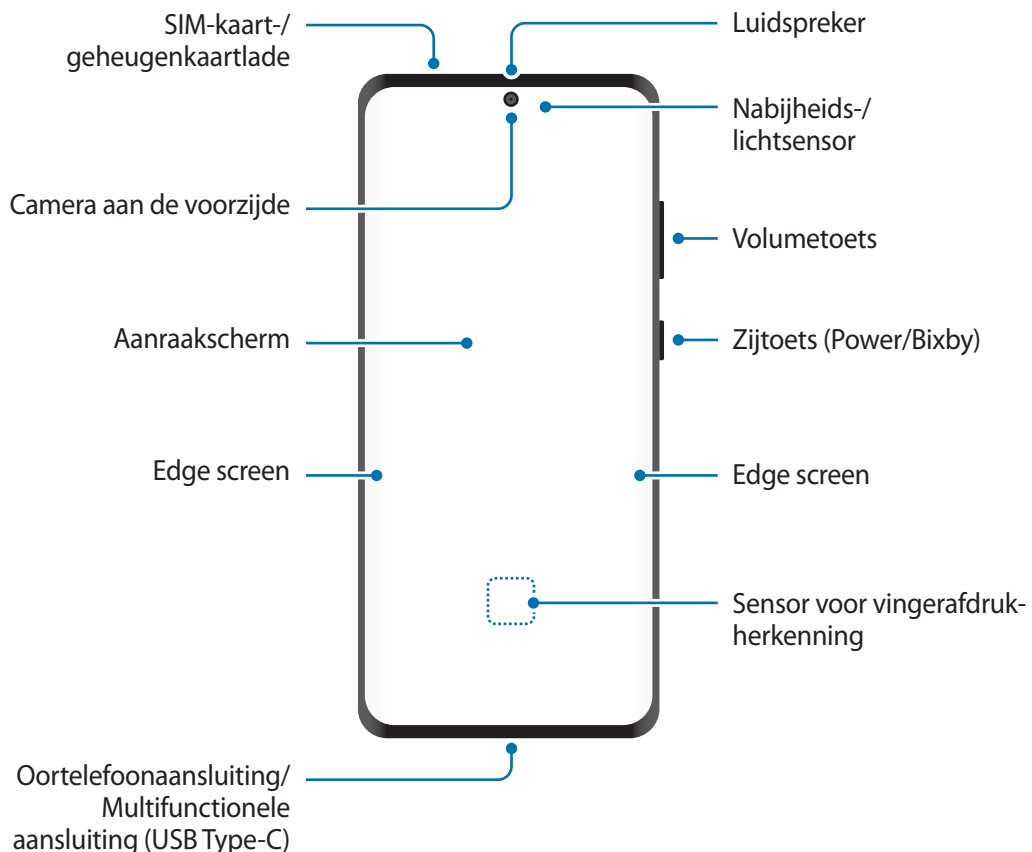 SIM-kaart-/
geheugenkaartlade
Luidspreker
Nabijheids-/
lichtsensor
Camera aan de voorzijde
Volumetoets
Aanraakscherm
Zijtoets (Power/Bixby)
Edge screen
Edge screen
Sensor voor vingerafdruk-
herkenning
Oortelefoonaansluiting/
Multifunctionele
aansluiting (USB Type-C)